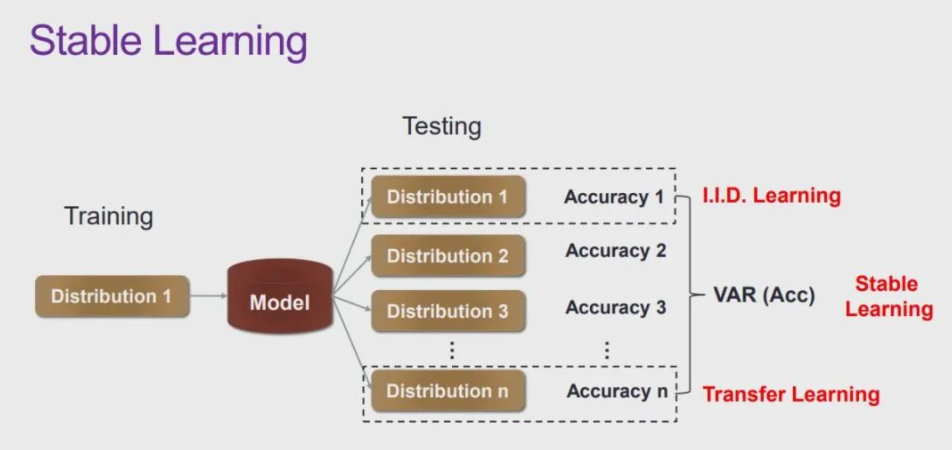 Stable Learning
Testing
Training
Distribution 1
Model
Distribution 1 Accuracy 1
Distribution 2 Accuracy 2
Distribution 3 Accuracy 3
⋮ ⋮
Distribution n Accuracy n
I.I.D. Learning
VAR (Acc)
Stable
Learning
Transfer Learning